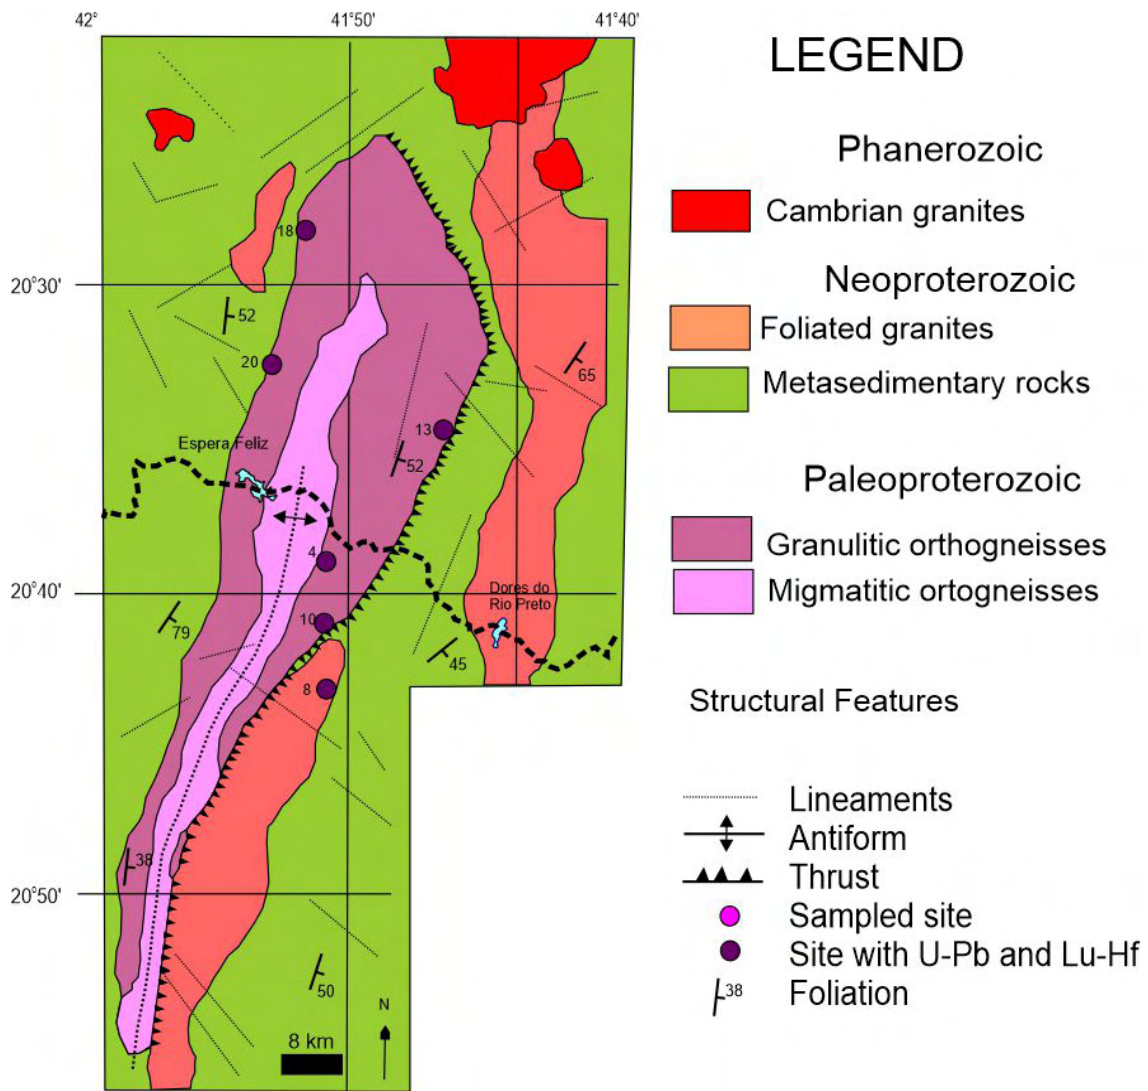 42°
41°50'
41°40'
18
20°30'
52
20
65
13
Espera Feliz
52
4
20°40'
Dores do
Rio Preto
10
79
45
8
38
20°50'
50
N
8 km
LEGEND
Phanerozoic
Cambrian granites
Neoproterozoic
Foliated granites
Metasedimentary rocks
Paleoproterozoic
Granulitic orthogneisses
Migmatitic ortogneisses
Structural Features
Lineaments
Antiform
Thrust
Sampled site
Site with U-Pb and Lu-Hf
38
Foliation